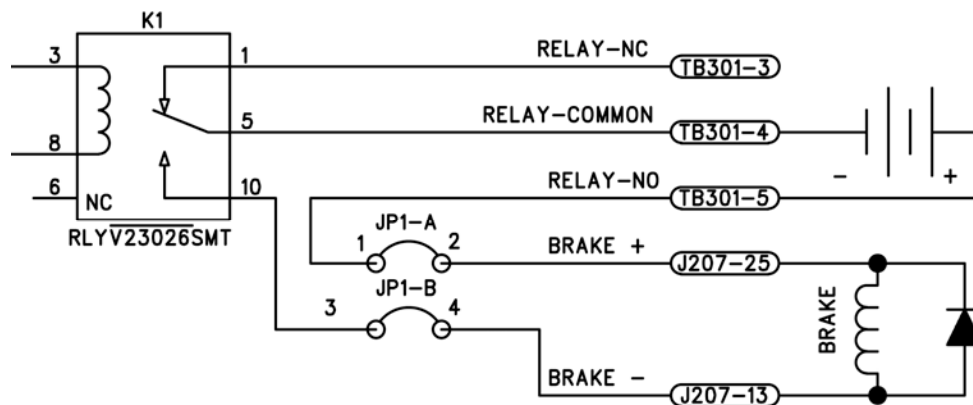 K1
3
1
RELAY-NC
TB301-3
5
RELAY-COMMON
TB301-4
- +
8
6
NC
10
RELAY-NO
TB301-5
RLYV23026SMT
JP1-A
1
2
BRAKE +
J207-25
JP1-B
3
4
BRAKE
BRAKE -
J207-13